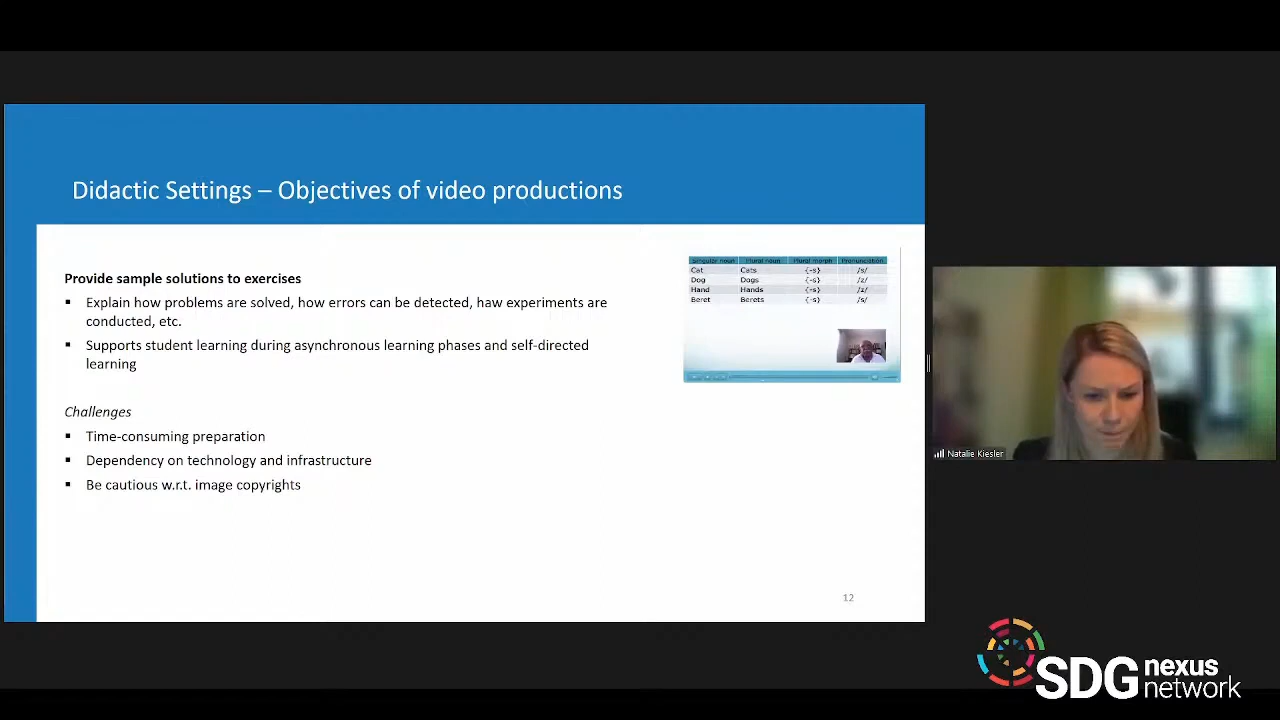 Didactic Settings – Objectives of video productions
Provide sample solutions to exercises
▪ Explain how problems are solved, how errors can be detected, haw experiments are
conducted, etc.
▪ Supports student learning during asynchronous learning phases and self-directed
learning
Challenges
▪ Time-consuming preparation
▪ Dependency on technology and infrastructure
▪ Be cautious w.r.t. image copyrights
Singular noun Plural noun Plural morph Pronunciation
Cat Cats {-s} /s/
Dog Dogs {-s} /z/
Hand Hands {-s} /z/
Beret Berets {-s} /s/
12
Natalie Kiesler
SDG nexus
network